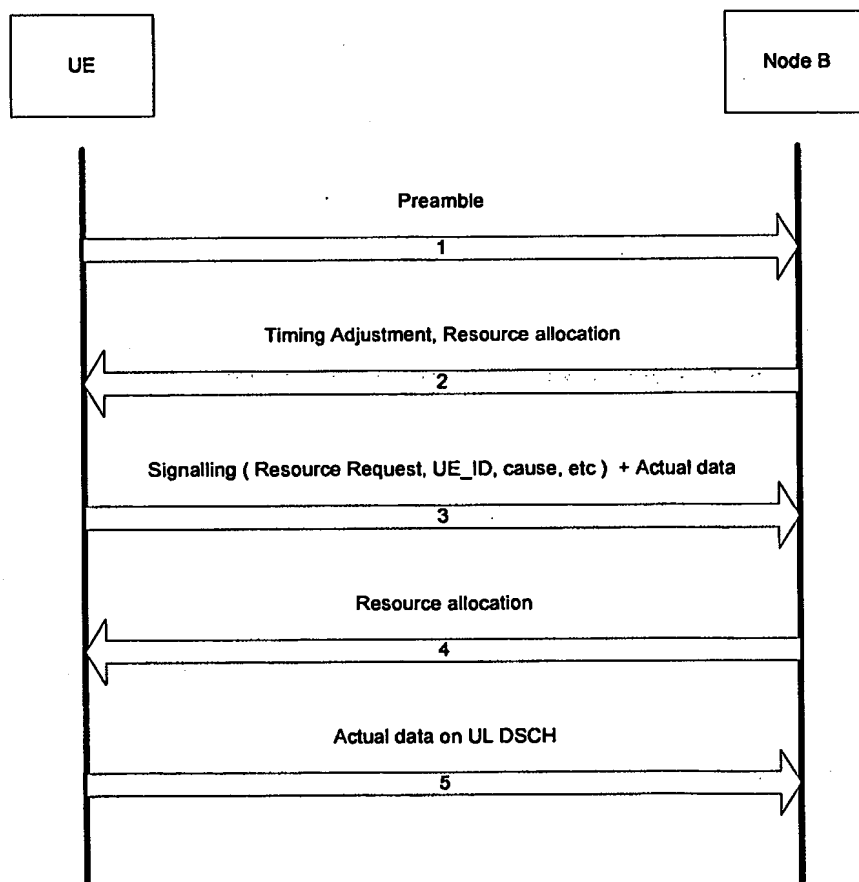 UE
Node B
Preamble
1
Timing Adjustment, Resource allocation
2
Signalling ( Resource Request, UE_ID, cause, etc ) + Actual data
3
Resource allocation
4
Actual data on UL DSCH
5